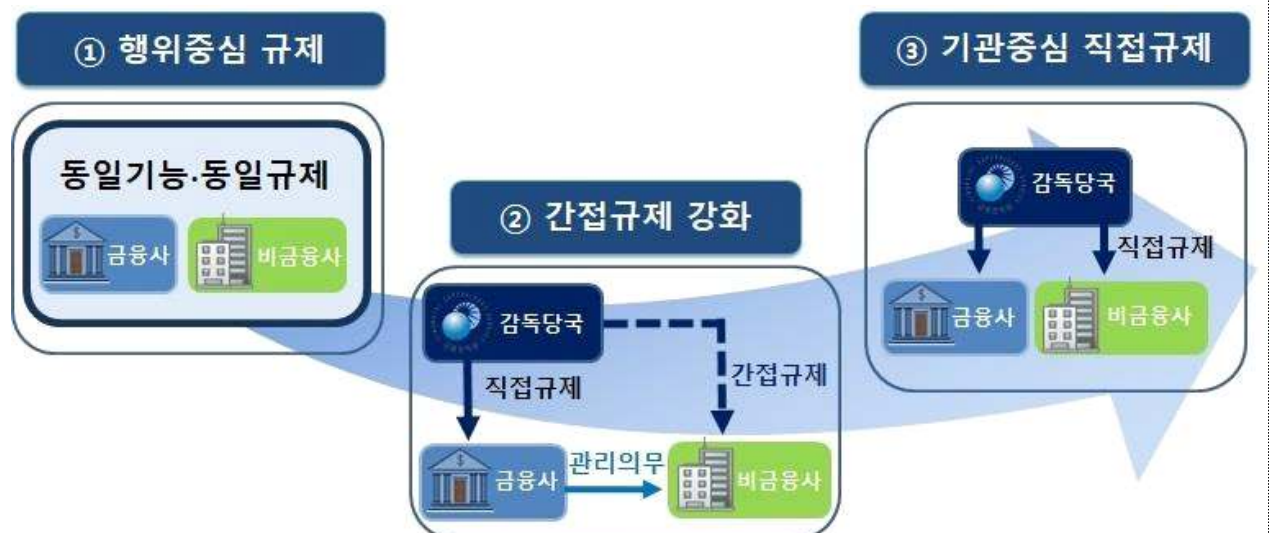 ① 행위중심 규제
동일기능·동일규제
금융사
비금융사
② 간접규제 강화
감독당국
직접규제
간접규제
금융사
관리의무
비금융사
③ 기관중심 직접규제
감독당국
직접규제
금융사
비금융사